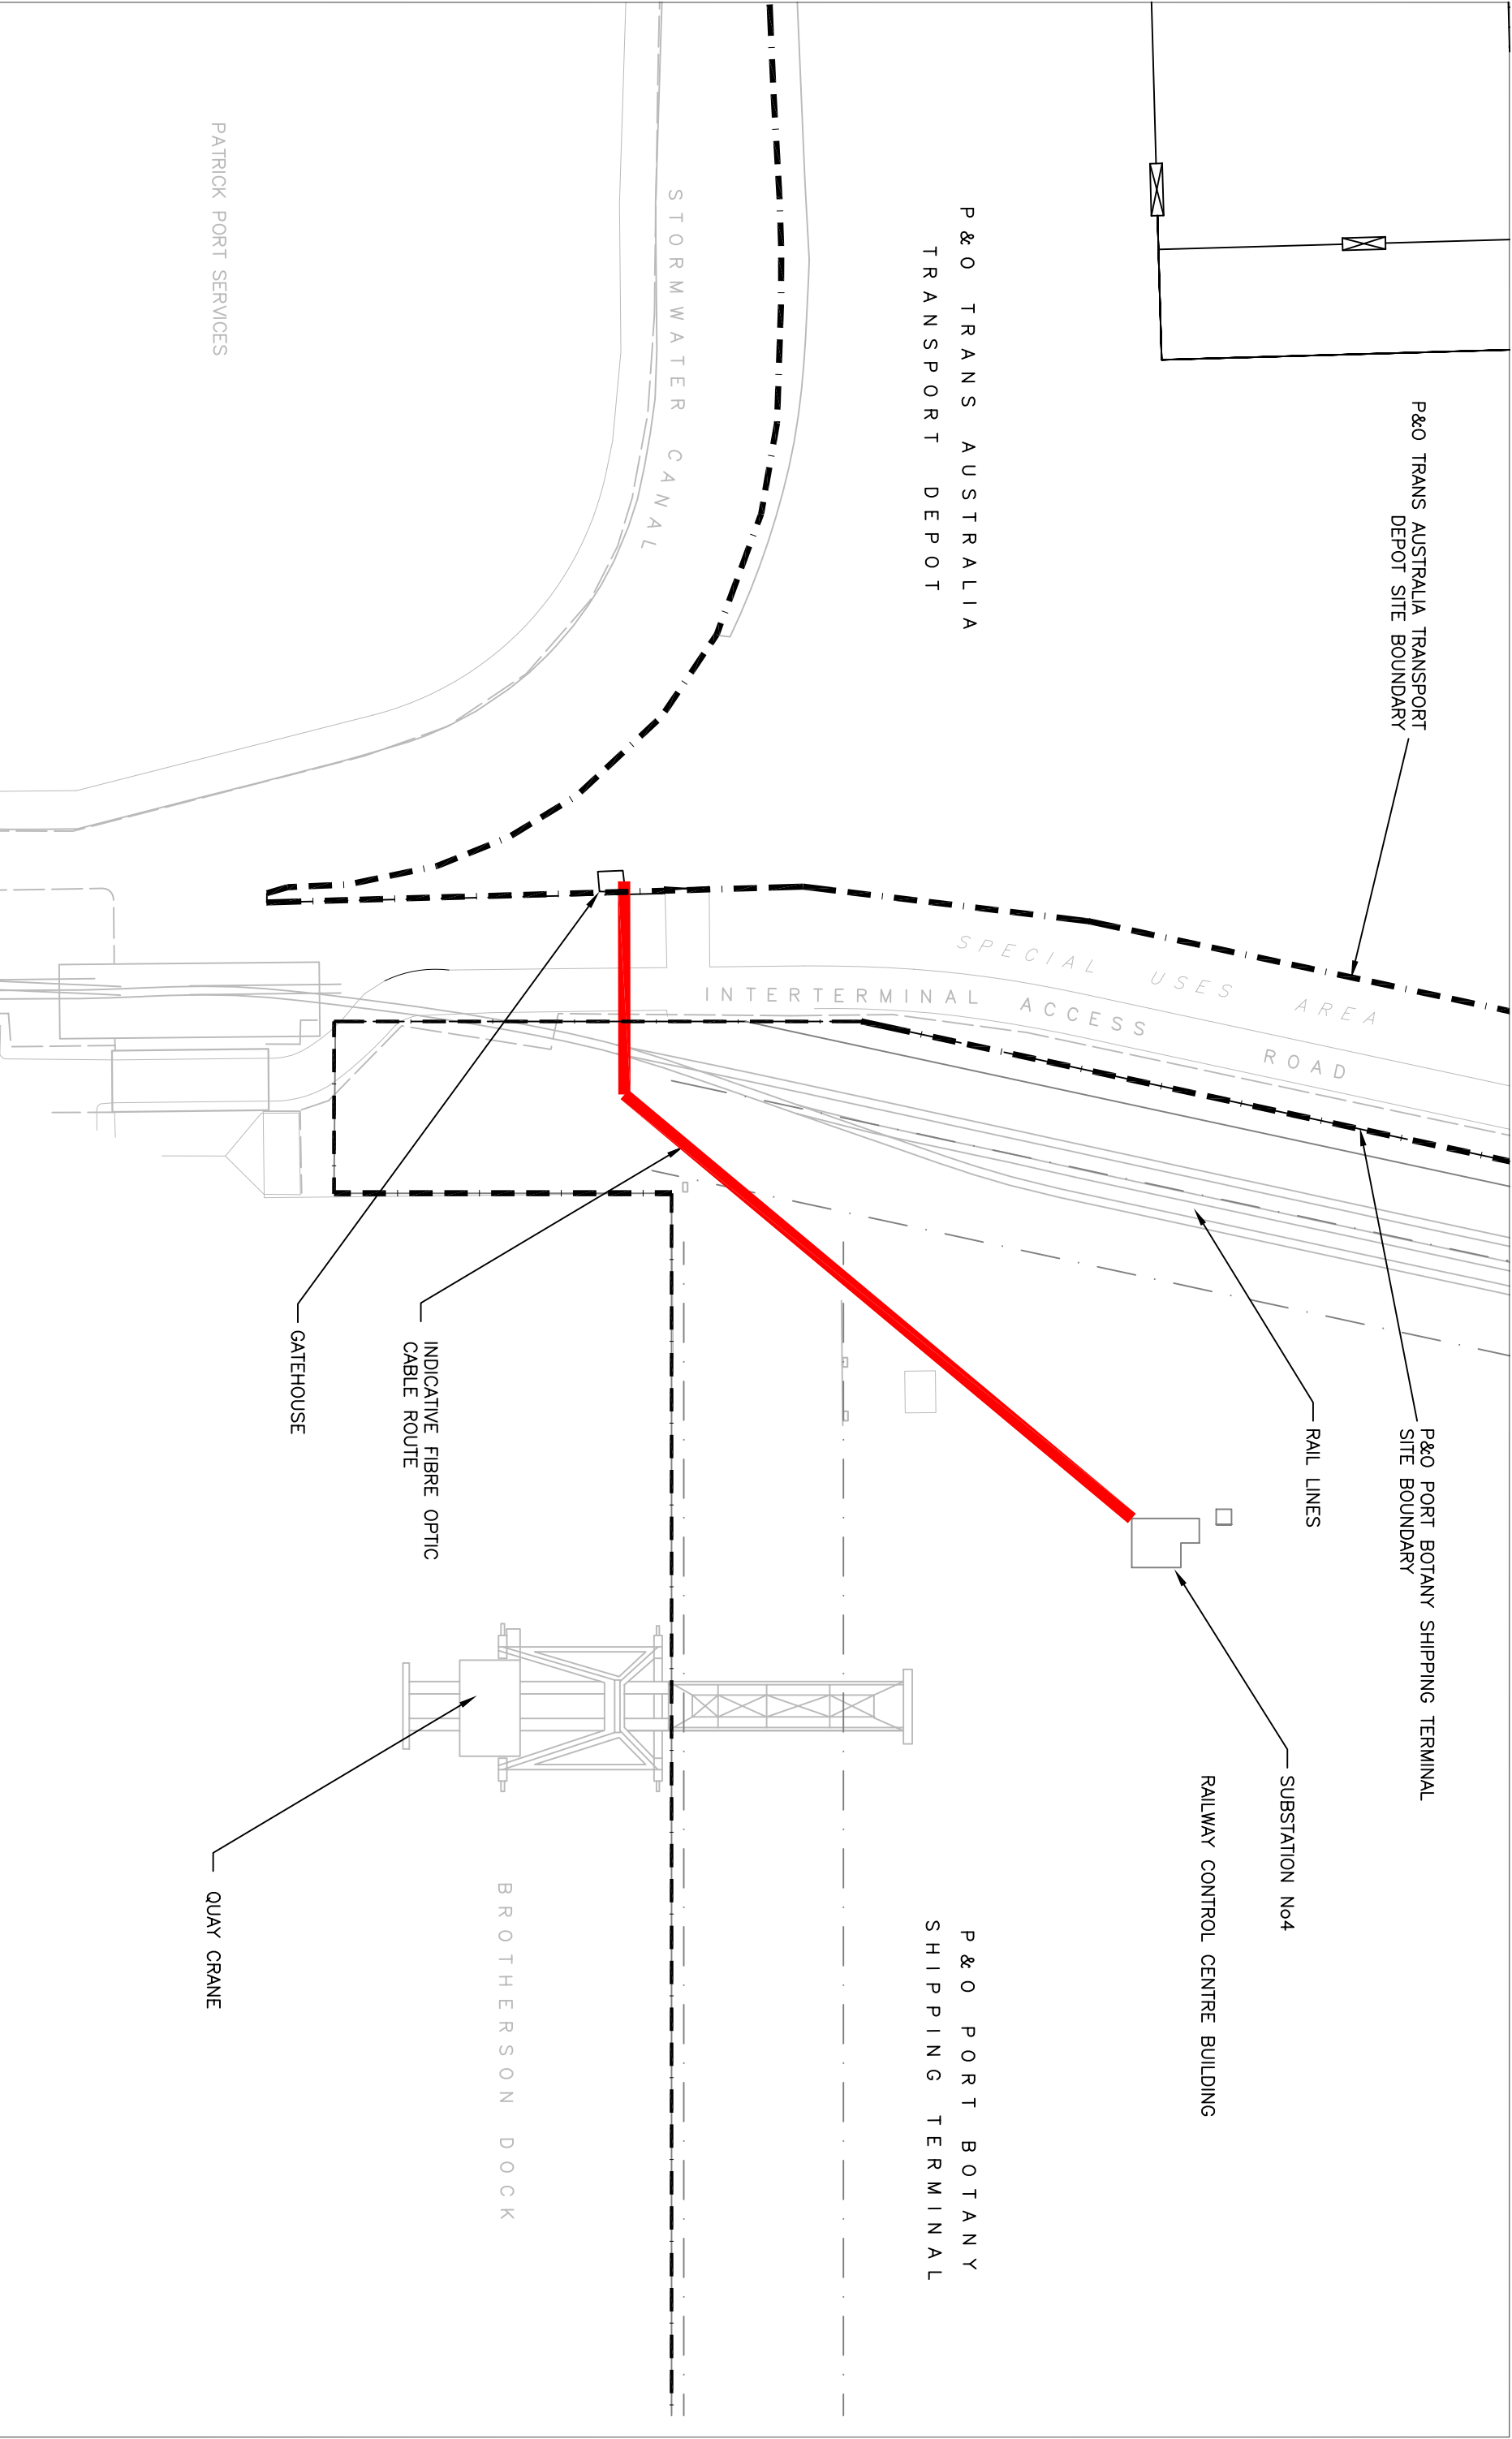 P&O TRANS AUSTRALIA TRANSPORT
DEPOT SITE BOUNDARY
P&O PORT BOTANY SHIPPING TERMINAL
SITE BOUNDARY
RAIL LINES
SUBSTATION No4
RAILWAY CONTROL CENTRE BUILDING
SPECIAL USES AREA
INTERTERMINAL ACCESS ROAD
P&O TRANS AUSTRALIA
TRANSPORT DEPOT
P&O PORT BOTANY
SHIPPING TERMINAL
STORMWATER CANAL
BROTHERSON DOCK
INDICATIVE FIBRE OPTIC
CABLE ROUTE
GATEHOUSE
PATRICK PORT SERVICES
QUAY CRANE